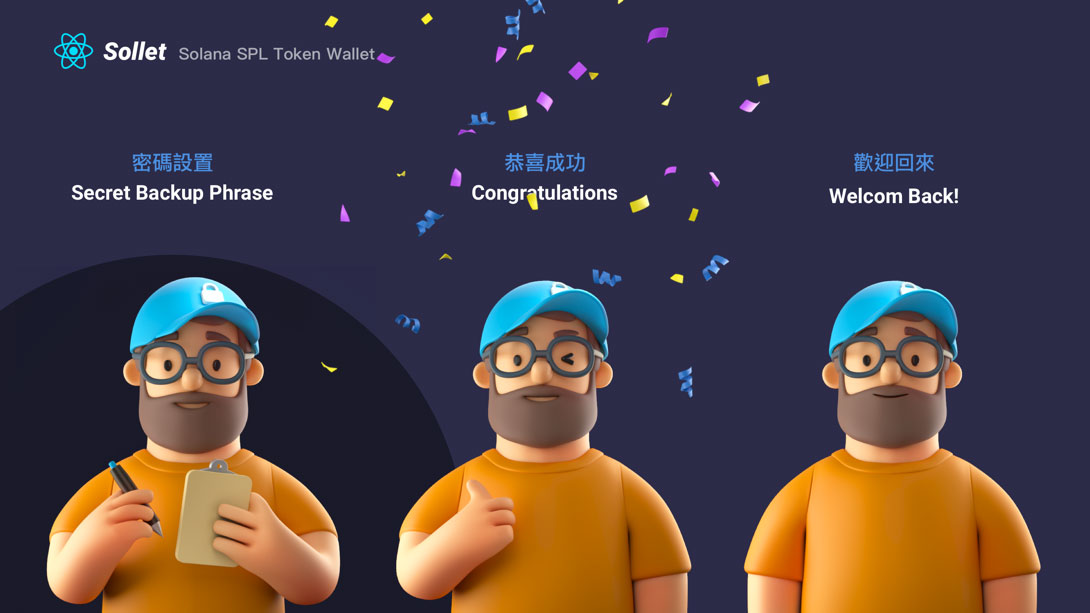 Sollet Solana SPL Token Wallet
密碼設置
Secret Backup Phrase
恭喜成功
Congratulations
歡迎回來
Welcom Back!